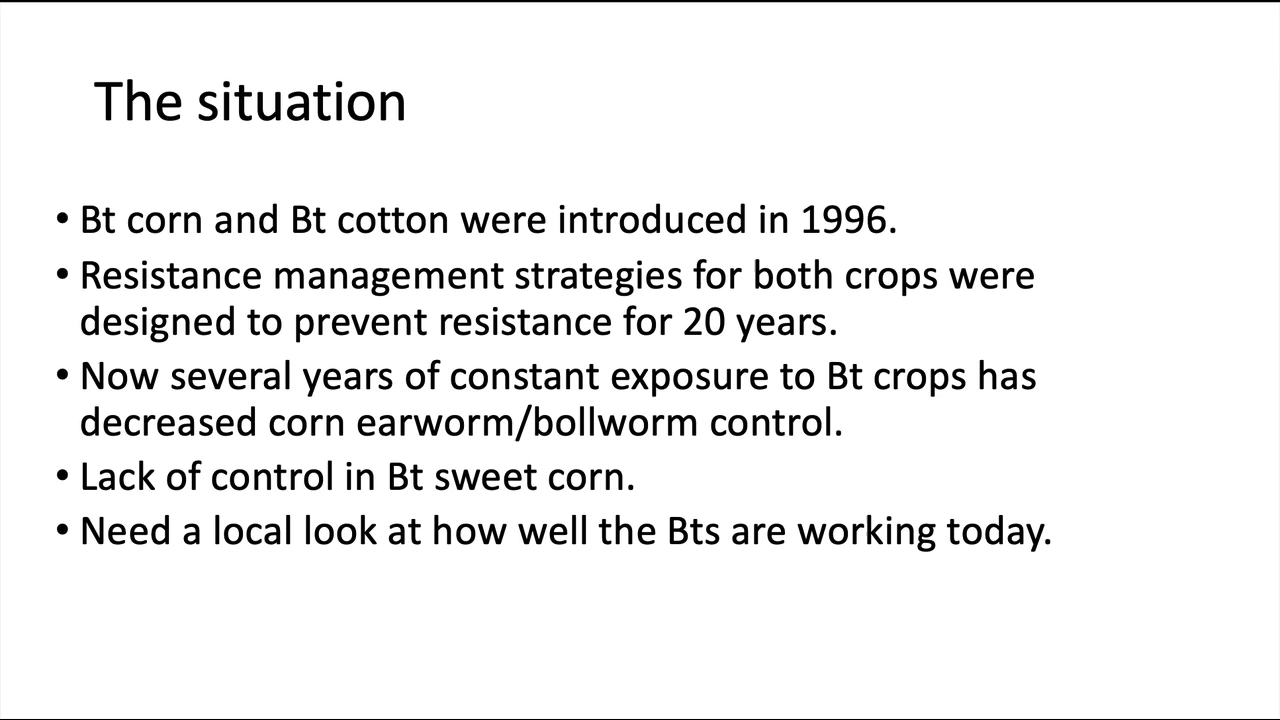 The situation
• Bt corn and Bt cotton were introduced in 1996.
• Resistance management strategies for both crops were
designed to prevent resistance for 20 years.
• Now several years of constant exposure to Bt crops has
decreased corn earworm/bollworm control.
• Lack of control in Bt sweet corn.
• Need a local look at how well the Bts are working today.